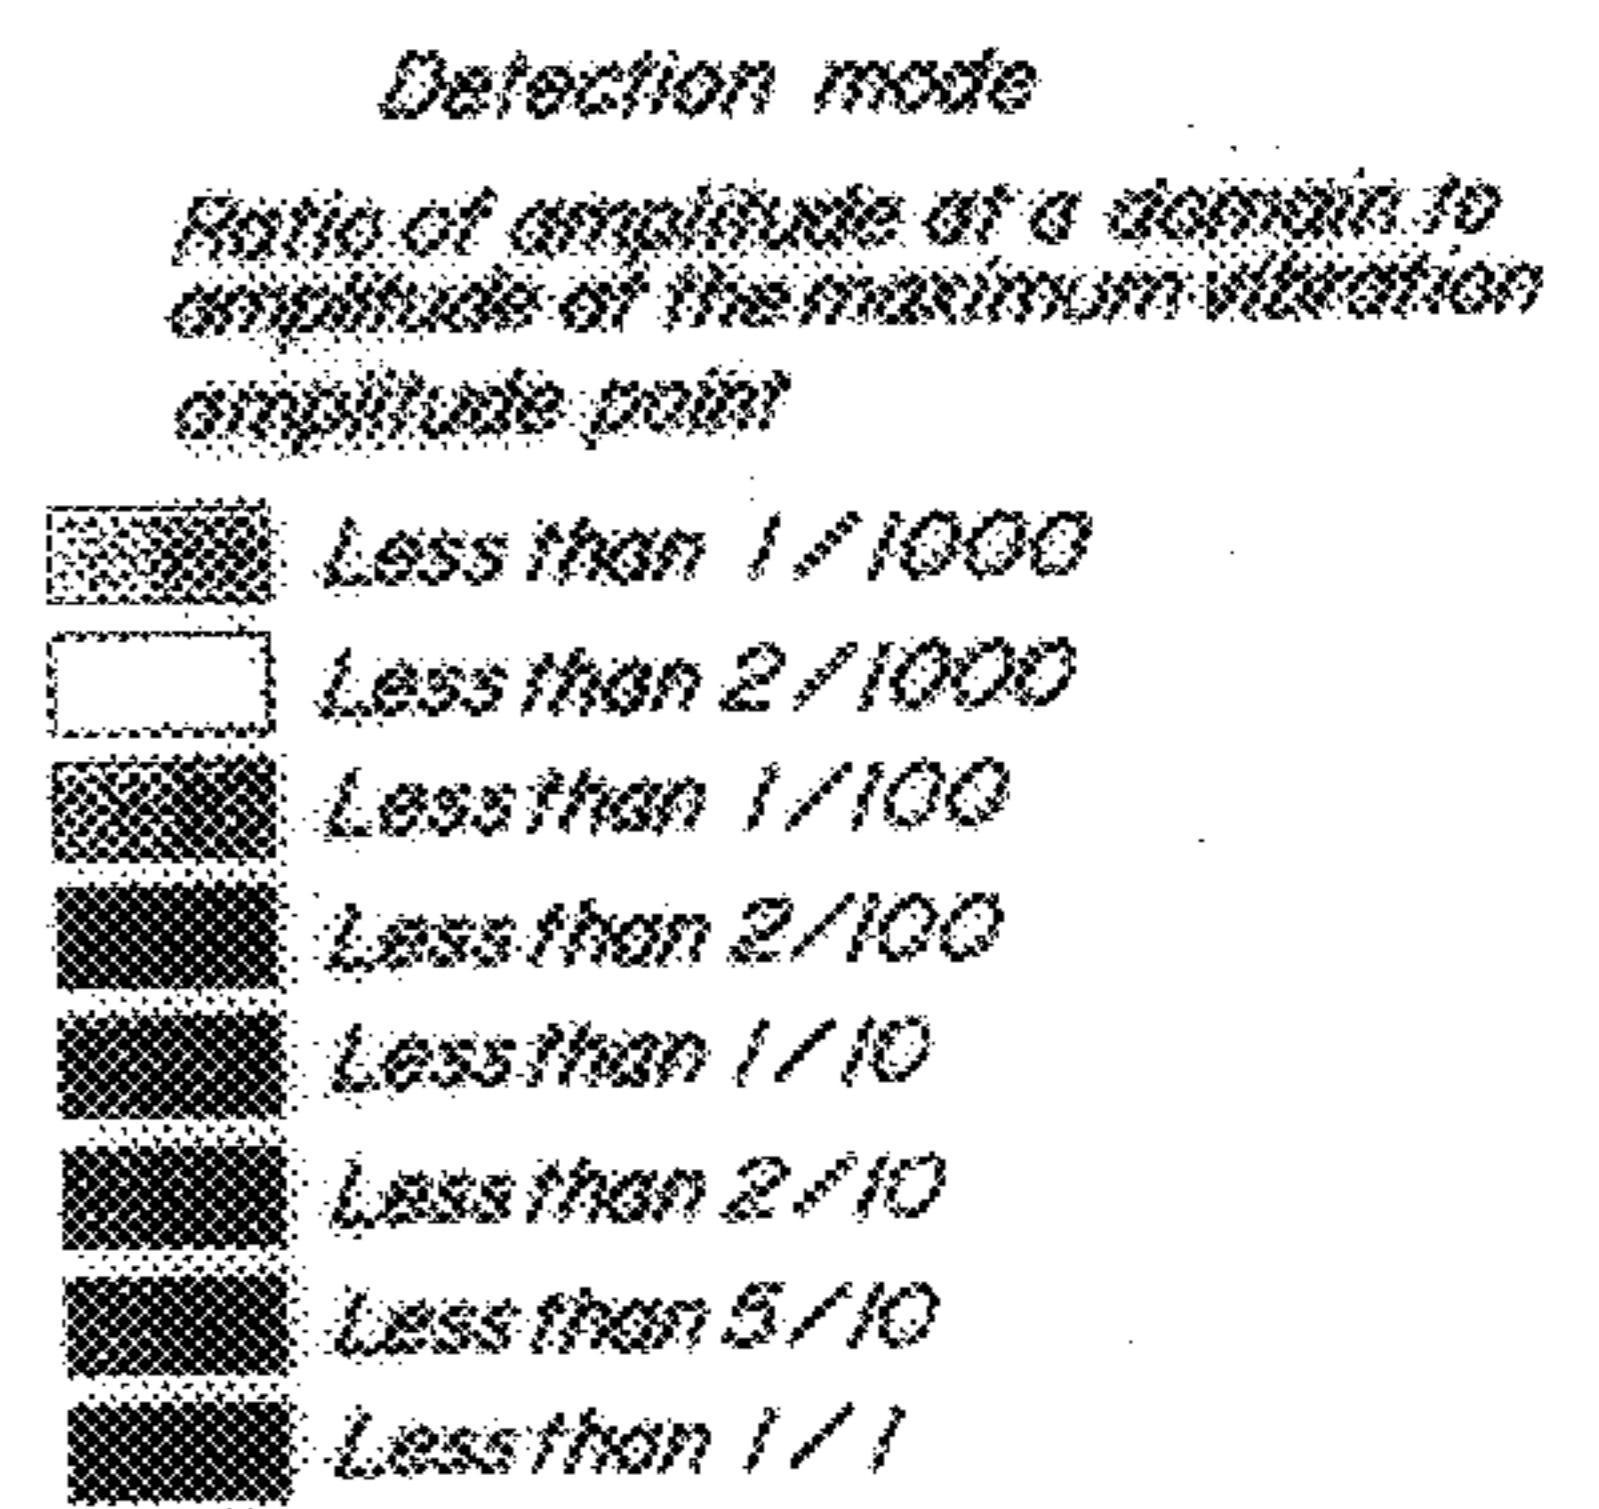 Detection mode
Ratio of amplitude at a domain to
amplitude at the maximum vibration
amplitude point
Less than 1/1000
Less than 2/1000
Less than 1/100
Less than 2/100
Less than 1/10
Less than 2/10
Less than 5/10
Less than 1/1